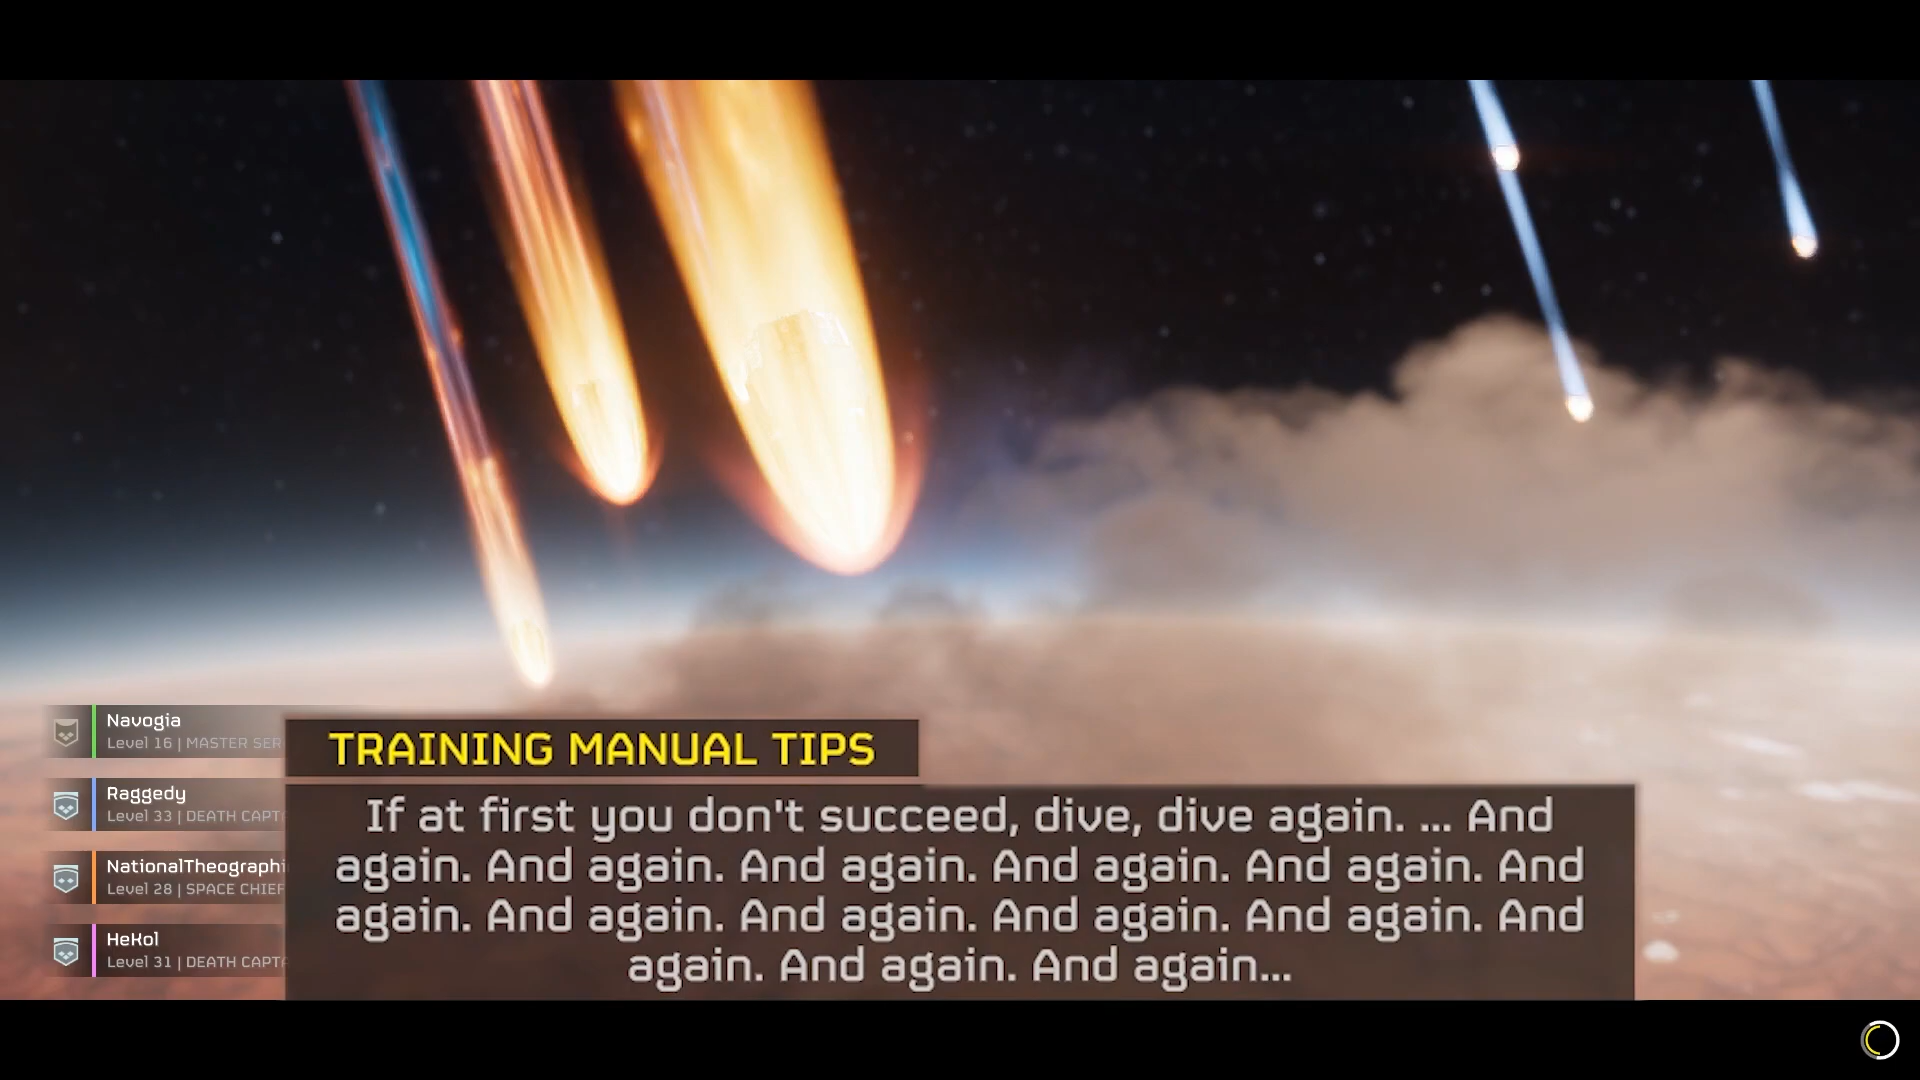 Navogia
Level 16 | MASTER SER
Raggedy
Level 33 | DEATH CAPT
NationalTheographi
Level 28 | SPACE CHIEF
HeKol
Level 31 | DEATH CAPTA
TRAINING MANUAL TIPS
If at first you don't succeed, dive, dive again. ... And
again. And again. And again. And again. And again. And
again. And again. And again. And again. And again. And
again. And again. And again...